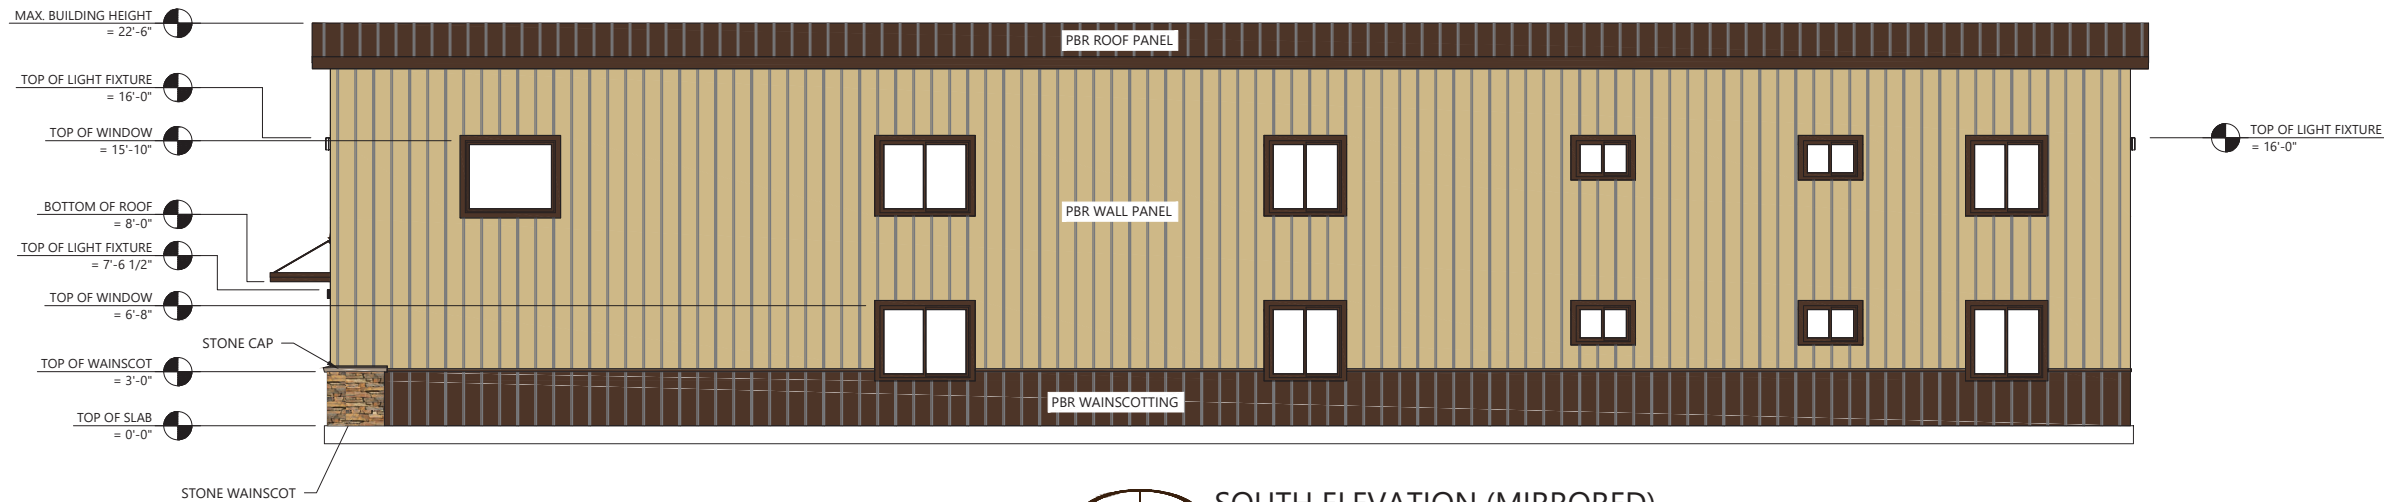 MAX. BUILDING HEIGHT
= 22'-6"
PBR ROOF PANEL
TOP OF LIGHT FIXTURE
= 16'-0"
TOP OF WINDOW
= 15'-10"
TOP OF LIGHT FIXTURE
= 16'-0"
BOTTOM OF ROOF
= 8'-0"
PBR WALL PANEL
TOP OF LIGHT FIXTURE
= 7'-6 1/2"
TOP OF WINDOW
= 6'-8"
STONE CAP
TOP OF WAINSCOT
= 3'-0"
PBR WAINSCOTTING
TOP OF SLAB
= 0'-0"
STONE WAINSCOT
SOUTH ELEVATION (MIRRORED)